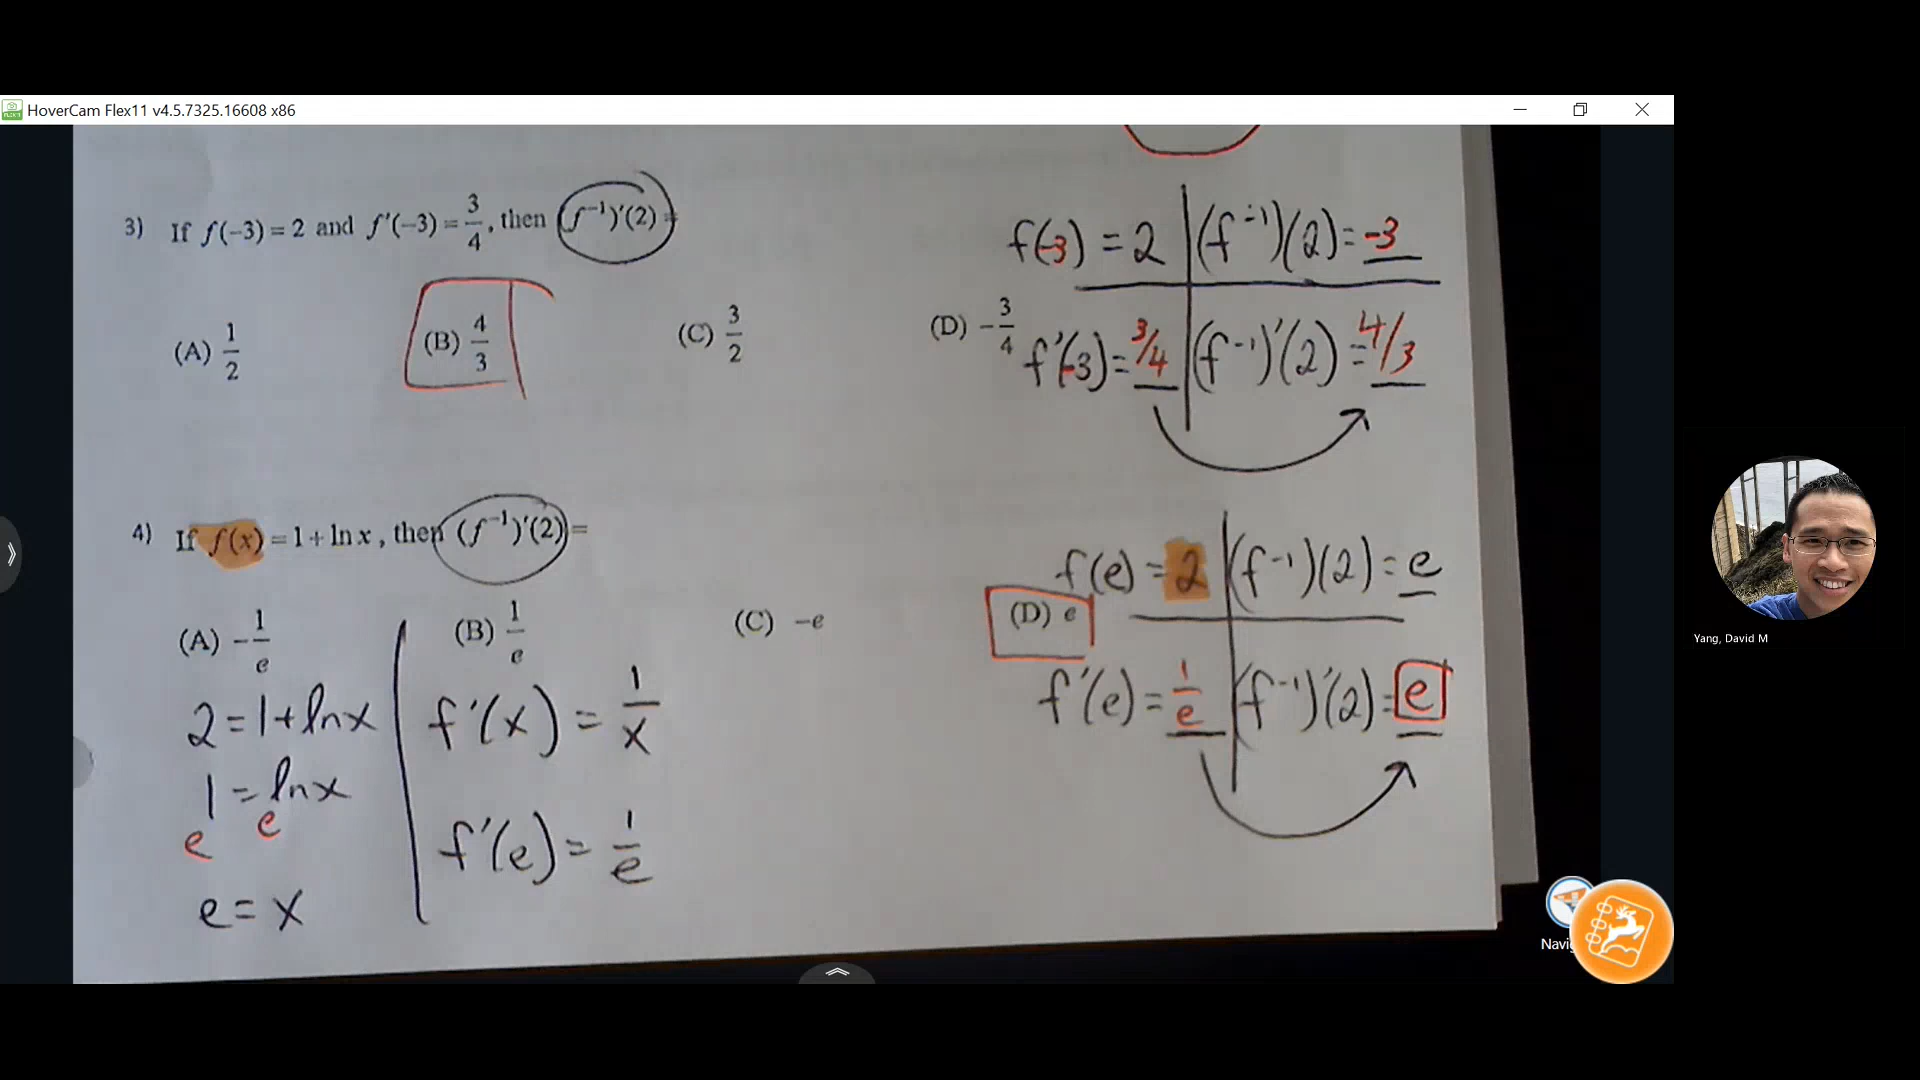 HoverCam Flex11 v4.5.7325.16608 x86
3) If f(-3) = 2 and f'(-3) = 3/4, then (f⁻¹)'(2) =
(A) 1/2 (B) 4/3 (C) 3/2 (D) -3/4
f(-3) = 2 | (f⁻¹)(2) = -3
f'(-3) = 3/4 | (f⁻¹)'(2) = 4/3
4) If f(x) = 1 + ln x, then (f⁻¹)'(2) =
(A) -1/e (B) 1/e (C) -e (D) e
2 = 1 + ln x
1 = ln x
e e
e = x
f'(x) = 1/x
f'(e) = 1/e
f(e) = 2 | (f⁻¹)(2) = e
f'(e) = 1/e | (f⁻¹)'(2) = e
Yang, David M